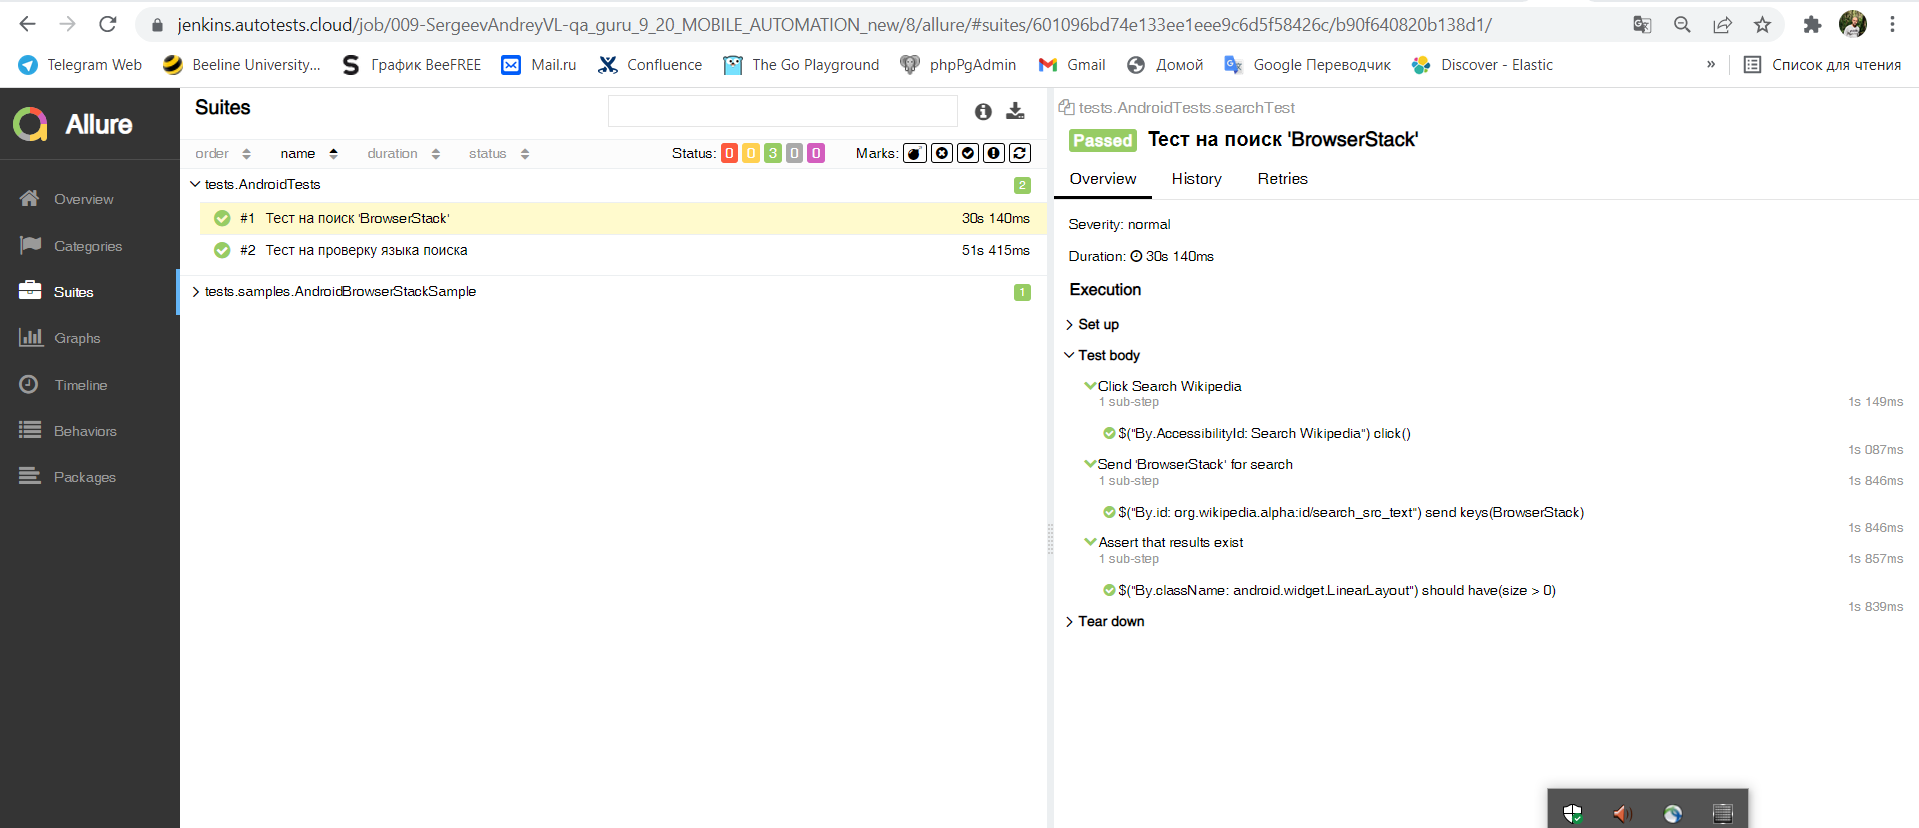 jenkins.autotests.cloud/job/009-SergeevAndreyVL-qa_guru_9_20_MOBILE_AUTOMATION_new/8/allure/#suites/601096bd74e133ee1eee9c6d5f58426c/b90f640820b138d1/
Telegram Web Beeline University... График BeeFREE Mail.ru Confluence The Go Playground phpPgAdmin Gmail Домой Google Переводчик Discover - Elastic » Список для чтения
Allure
Overview
Categories
Suites
Graphs
Timeline
Behaviors
Packages
Suites
order name duration status Status: 0 0 3 0 0 Marks:
tests.AndroidTests 2
#1 Тест на поиск 'BrowserStack' 30s 140ms
#2 Тест на проверку языка поиска 51s 415ms
tests.samples.AndroidBrowserStackSample 1
tests.AndroidTests.searchTest
Passed Тест на поиск 'BrowserStack'
Overview History Retries
Severity: normal
Duration: 30s 140ms
Execution
Set up
Test body
Click Search Wikipedia
1 sub-step 1s 149ms
$("By.AccessibilityId: Search Wikipedia") click()
1s 087ms
Send 'BrowserStack' for search
1 sub-step 1s 846ms
$("By.id: org.wikipedia.alpha:id/search_src_text") send keys(BrowserStack)
1s 846ms
Assert that results exist
1 sub-step 1s 857ms
$("By.className: android.widget.LinearLayout") should have(size > 0)
1s 839ms
Tear down